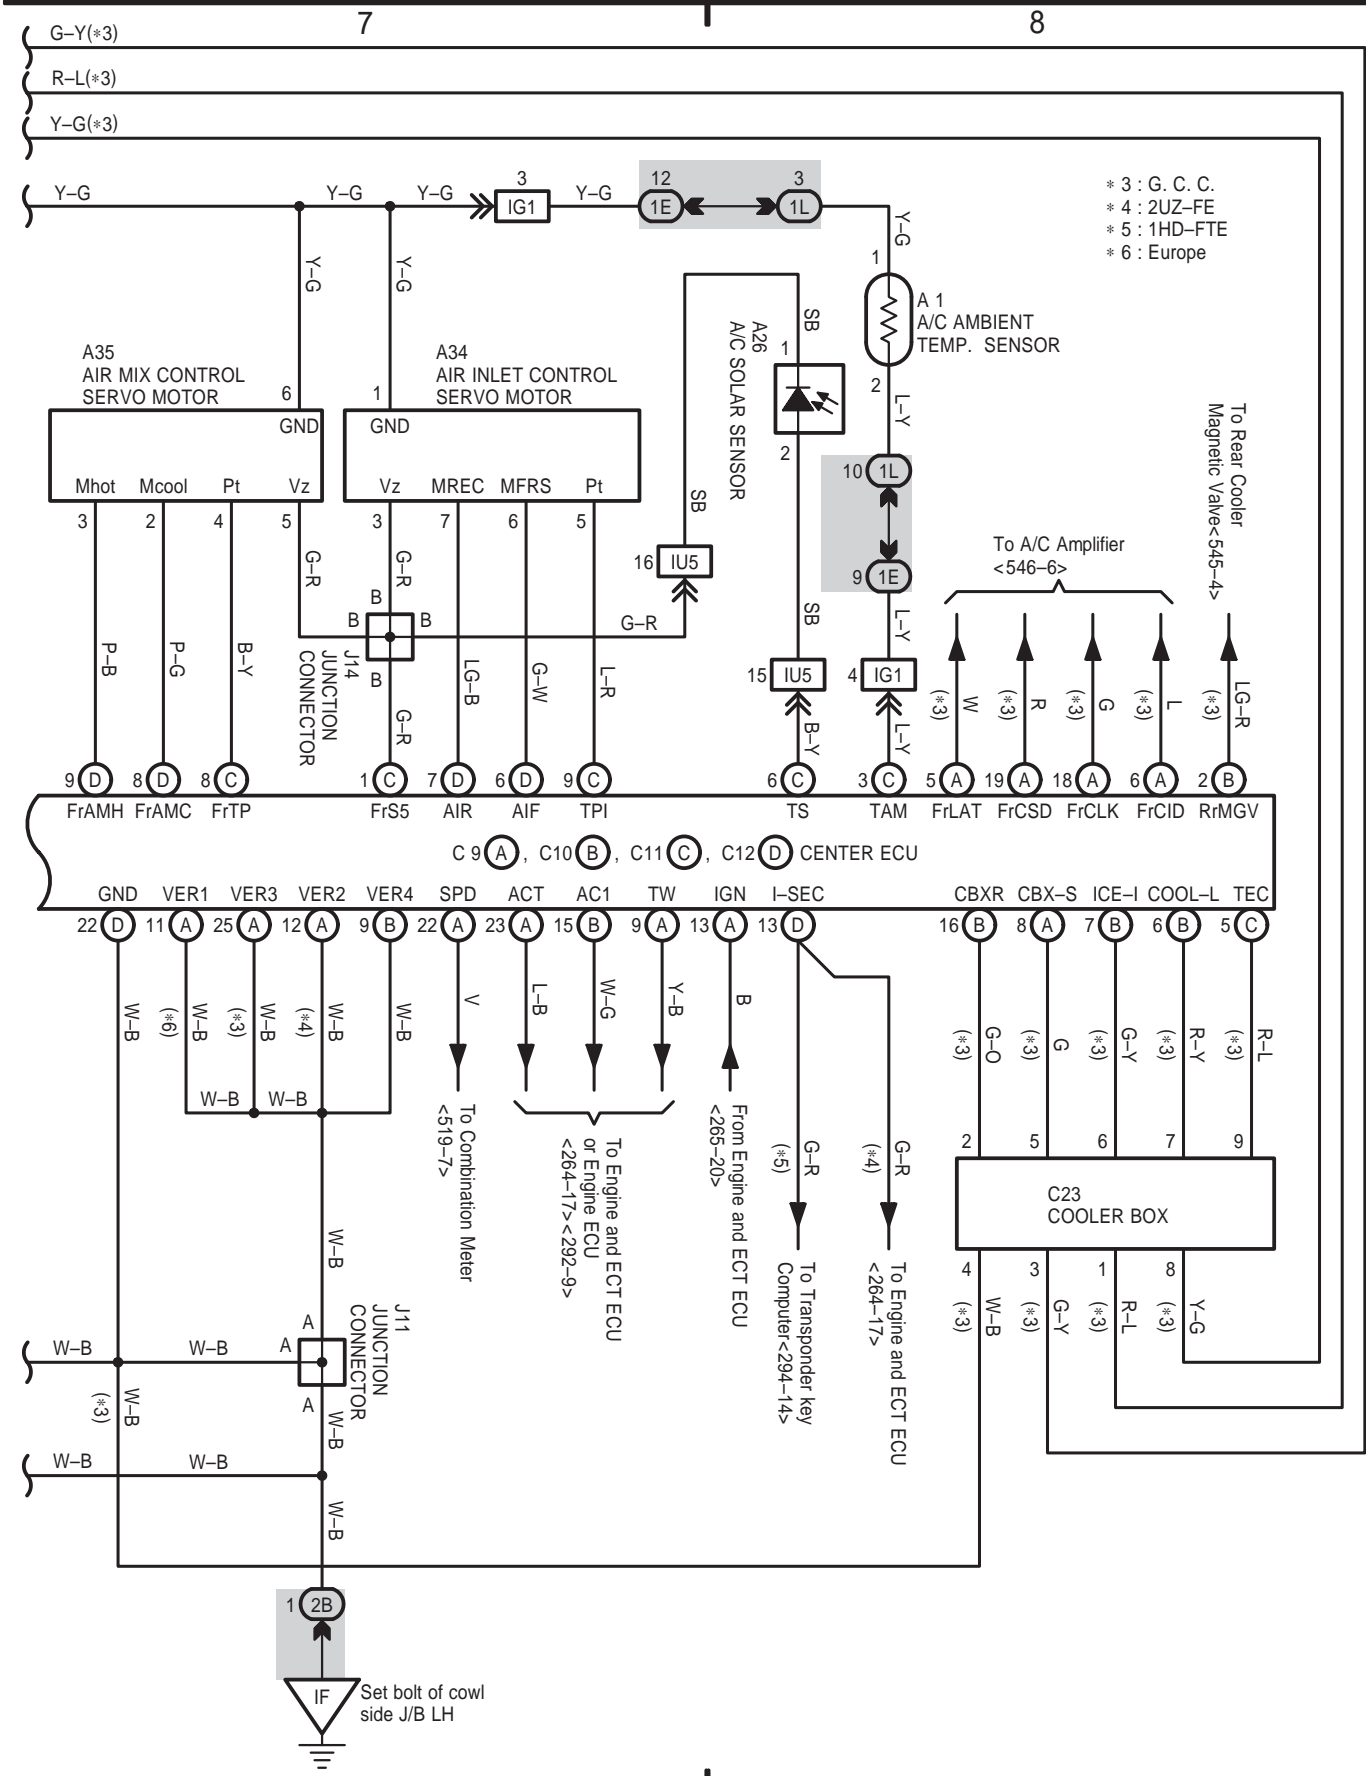 7
8
G–Y(*3)
R–L(*3)
Y–G(*3)
Y–G
Y–G
Y–G
3
IG1
Y–G
12
1E
3
1L
* 3 : G. C. C.
* 4 : 2UZ–FE
* 5 : 1HD–FTE
* 6 : Europe
Y–G
Y–G
Y–G
1
A 1
A/C AMBIENT
TEMP. SENSOR
2
L–Y
SB
1
A26
A/C SOLAR SENSOR
2
SB
A35
AIR MIX CONTROL
SERVO MOTOR
6
GND
Mhot
Mcool
Pt
Vz
3
2
4
5
A34
AIR INLET CONTROL
SERVO MOTOR
1
GND
Vz
MREC
MFRS
Pt
3
7
6
5
10
1L
9
1E
L–Y
16
IU5
G–R
G–R
G–R
B
B
B
B
J14
JUNCTION
CONNECTOR
G–R
P–B
P–G
B–Y
LG–B
G–W
L–R
SB
15
IU5
B–Y
4
IG1
L–Y
To A/C Amplifier
<546–6>
To Rear Cooler
Magnetic Valve<545–4>
W
(*3)
R
(*3)
G
(*3)
L
(*3)
LG–R
(*3)
9 D
8 D
8 C
1 C
7 D
6 D
9 C
6 C
3 C
5 A
19 A
18 A
6 A
2 B
FrAMH
FrAMC
FrTP
FrS5
AIR
AIF
TPI
TS
TAM
FrLAT
FrCSD
FrCLK
FrCID
RrMGV
C 9 A , C10 B , C11 C , C12 D CENTER ECU
GND
VER1
VER3
VER2
VER4
SPD
ACT
AC1
TW
IGN
I–SEC
CBXR
CBX–S
ICE–I
COOL–L
TEC
22 D
11 A
25 A
12 A
9 B
22 A
23 A
15 B
9 A
13 A
13 D
16 B
8 A
7 B
6 B
5 C
W–B
W–B
(*6)
W–B
(*3)
W–B
(*4)
W–B
V
L–B
W–G
Y–B
B
G–O
(*3)
G
(*3)
G–Y
(*3)
R–Y
(*3)
R–L
(*3)
W–B
W–B
To Combination Meter
<519–7>
To Engine and ECT ECU
or Engine ECU
<264–17><292–9>
From Engine and ECT ECU
<265–20>
G–R
(*5)
G–R
(*4)
To Transponder key
Computer<294–14>
To Engine and ECT ECU
<264–17>
2
5
6
7
9
C23
COOLER BOX
4
3
1
8
W–B
(*3)
G–Y
(*3)
R–L
(*3)
Y–G
(*3)
W–B
A
A
A
J11
JUNCTION
CONNECTOR
W–B
W–B
W–B
(*3)
W–B
W–B
W–B
W–B
1
2B
IF
Set bolt of cowl
side J/B LH